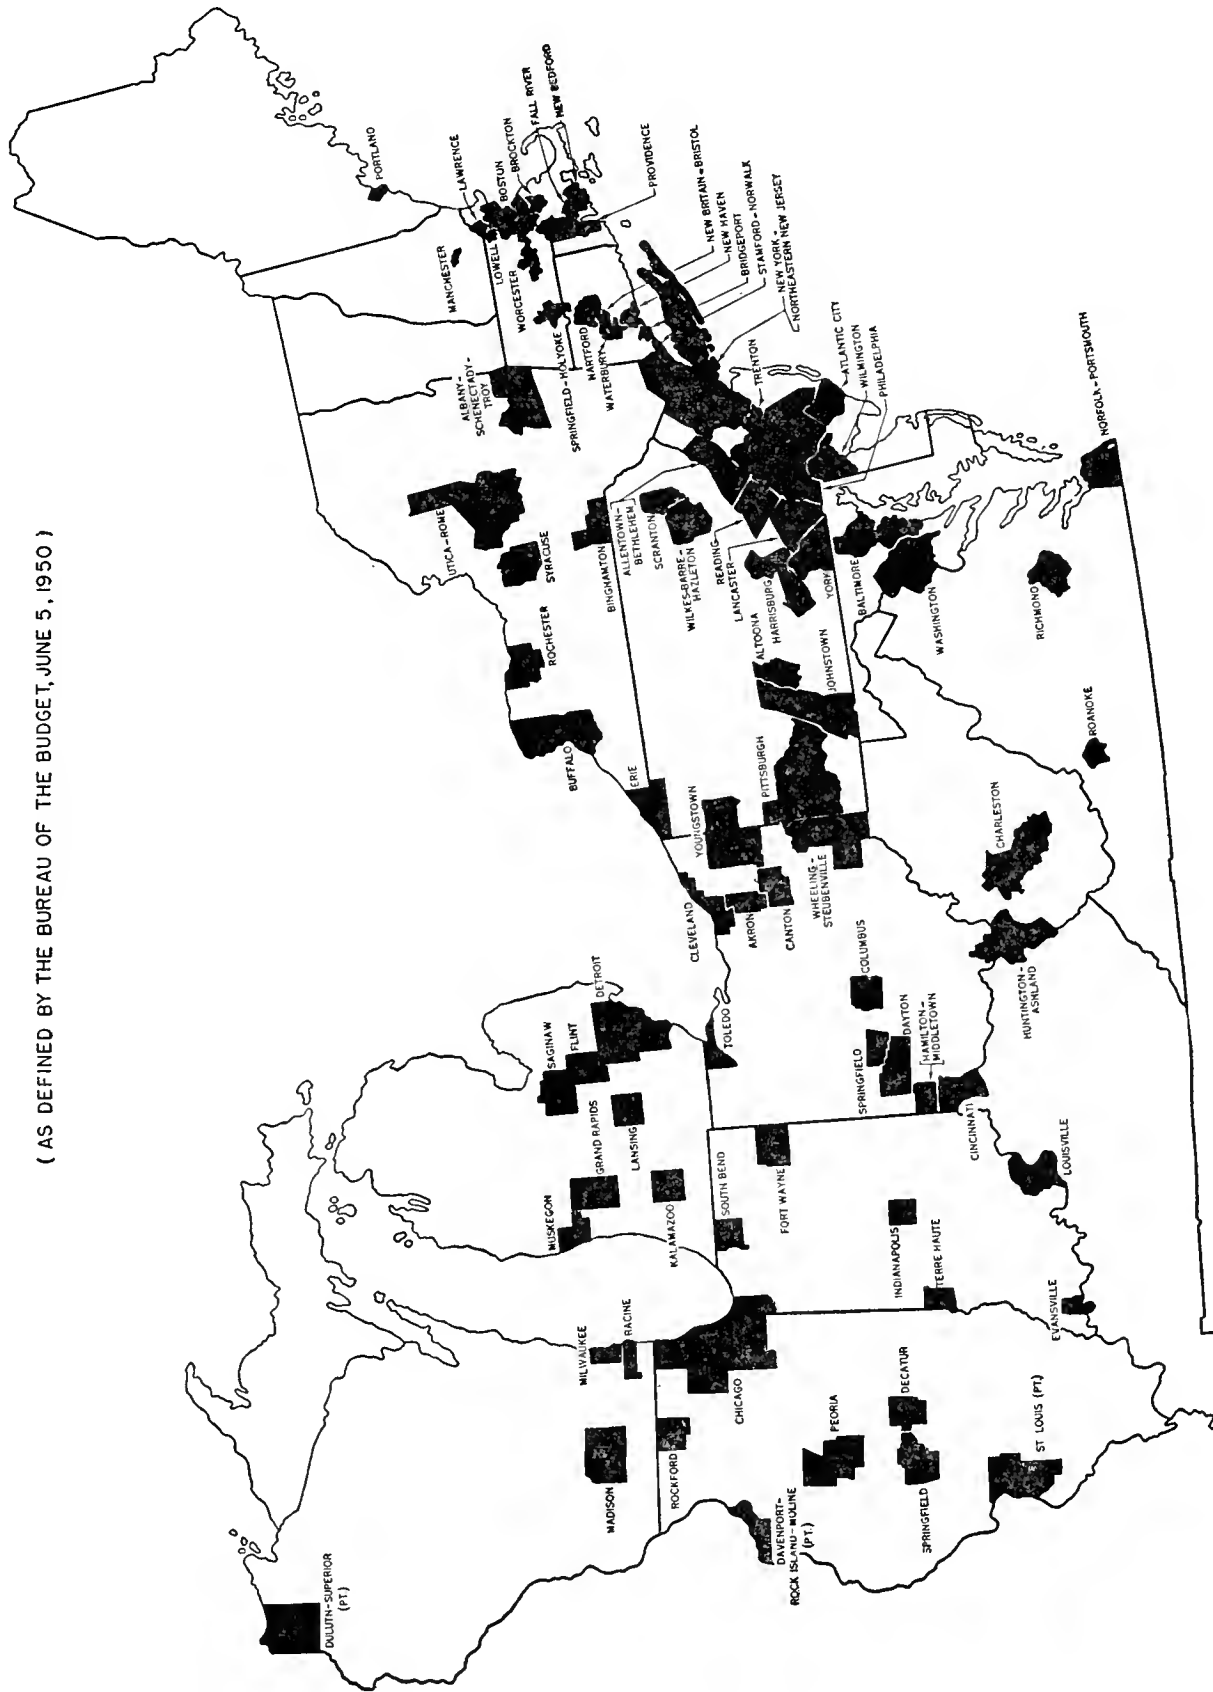 ( AS DEFINED BY THE BUREAU OF THE BUDGET, JUNE 5, 1950 )
DULUTN-SUPERIOR
(PT.)
MADISON
MILWAUKEE
RACINE
ROCKFORD
CHICAGO
DAVENPORT-
ROCK ISLAND-MOLINE
(PT.)
PEORIA
SPRINGFIELD
DECATUR
ST LOUIS (PT.)
MUSKEGON
GRAND RAPIDS
KALAMAZOO
LANSING
SAGINAW
FLINT
DETROIT
SOUTH BEND
FORT WAYNE
INDIANAPOLIS
TERRE HAUTE
EVANSVILLE
LOUISVILLE
TOLEDO
CLEVELAND
AKRON
CANTON
YOUNGSTOWN
WHEELING-
STEUBENVILLE
COLUMBUS
SPRINGFIELD
DAYTON
HAMILTON-
MIDDLETOWN
CINCINNATI
HUNTINGTON-
ASHLAND
CHARLESTON
ROANOKE
RICHMOND
NORFOLK-PORTSMOUTH
WASHINGTON
BALTIMORE
ERIE
PITTSBURGH
JOHNSTOWN
ALTOONA
HARRISBURG
YORK
LANCASTER
READING
WILKES-BARRE-
HAZLETON
SCRANTON
ALLENTOWN-
BETHLEHEM
BINGHAMTON
BUFFALO
ROCHESTER
SYRACUSE
UTICA-ROME
ALBANY-
SCHENECTADY-
TROY
PHILADELPHIA
WILMINGTON
ATLANTIC CITY
TRENTON
NEW YORK-
NORTHEASTERN NEW JERSEY
STAMFORD-NORWALK
BRIDGEPORT
NEW HAVEN
NEW BRITAIN-BRISTOL
WATERBURY
HARTFORD
SPRINGFIELD-HOLYOKE
WORCESTER
PROVIDENCE
NEW BEDFORD
FALL RIVER
BROCKTON
BOSTUN
LOWELL
LAWRENCE
MANCHESTER
PORTLAND